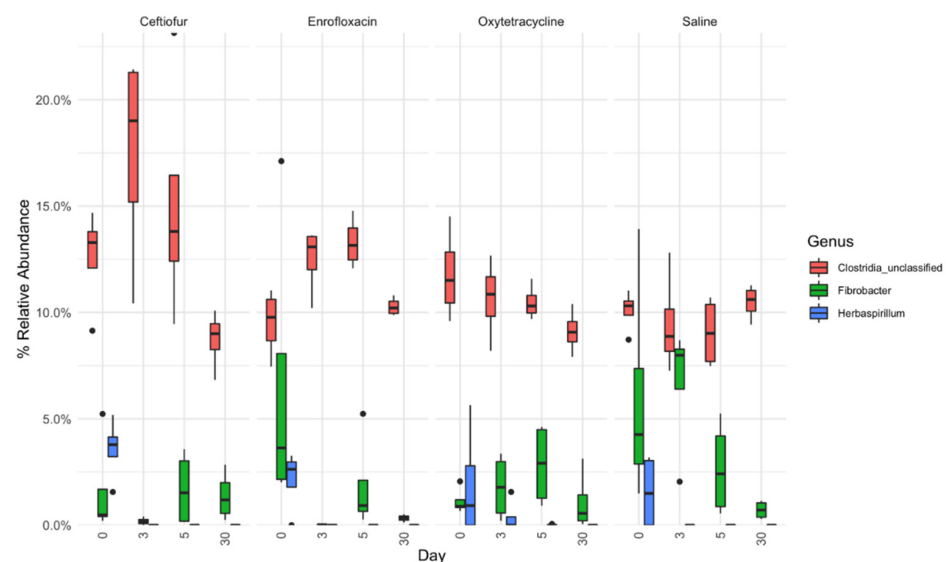 Ceftiofur Enrofloxacin Oxytetracycline Saline
% Relative Abundance
20.0%
15.0%
10.0%
5.0%
0.0%
Genus
Clostridia_unclassified
Fibrobacter
Herbaspirillum
0 3 5 30 0 3 5 30 0 3 5 30 0 3 5 30
Day